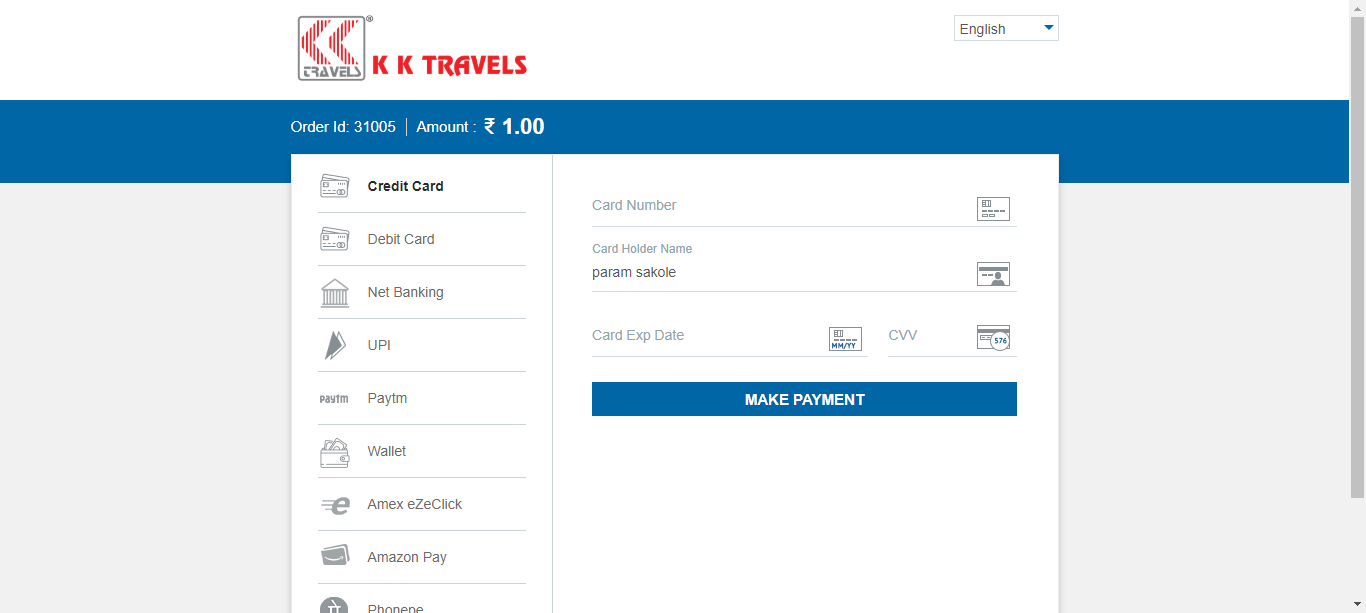 ®
TRAVELS
K K TRAVELS
English
Order Id: 31005 | Amount : ₹ 1.00
Credit Card
Debit Card
Net Banking
UPI
paytm Paytm
Wallet
e Amex eZeClick
Amazon Pay
Phonepe
Card Number
Card Holder Name
param sakole
Card Exp Date
MM/YY
CVV
576
MAKE PAYMENT